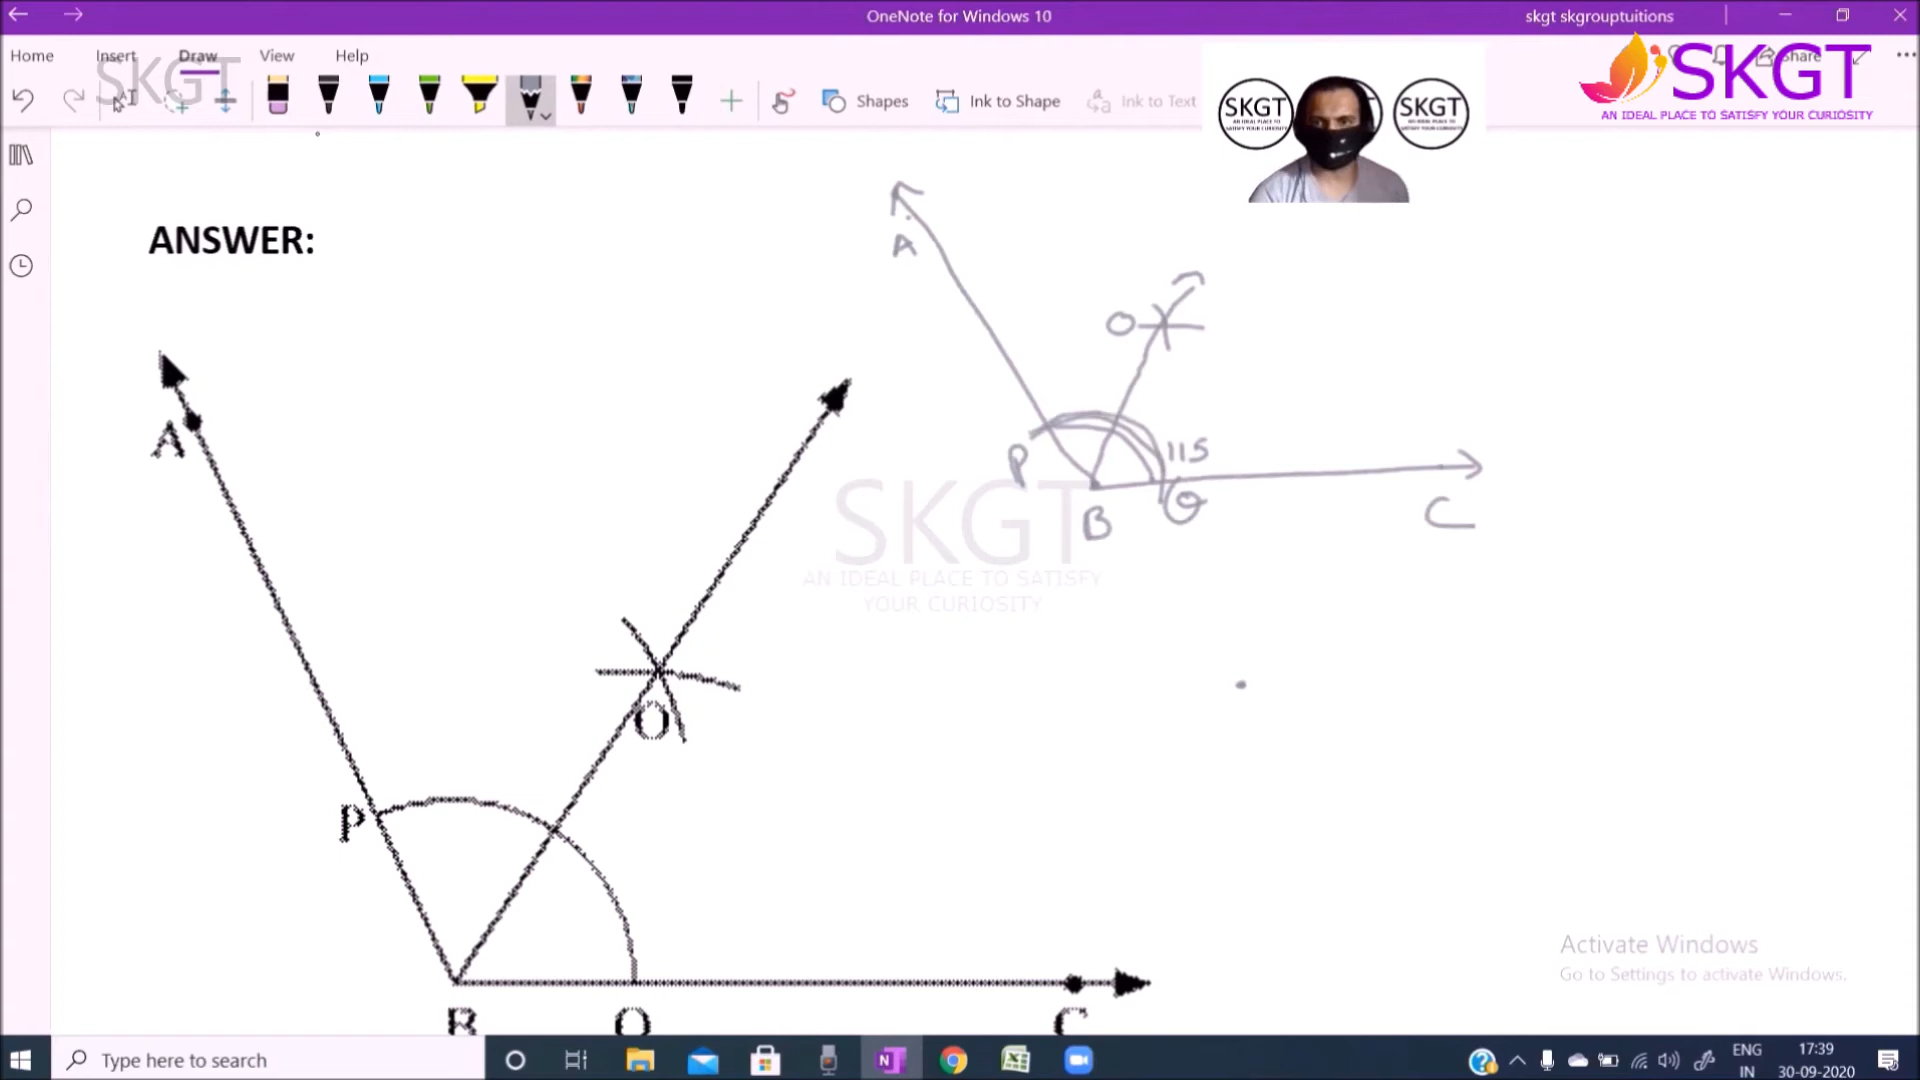 OneNote for Windows 10
skgt skgrouptuitions
Home Insert Draw View Help
Share
SKGT
Shapes
Ink to Shape
Ink to Text
SKGT
SKGT
SKGT
AN IDEAL PLACE TO SATISFY YOUR CURIOSITY
ANSWER:
A
O
P
115
B
Q
C
A
O
P
B
Q
C
SKGT
AN IDEAL PLACE TO SATISFY
YOUR CURIOSITY
Activate Windows
Go to Settings to activate Windows.
Type here to search
ENG
IN
17:39
30-09-2020